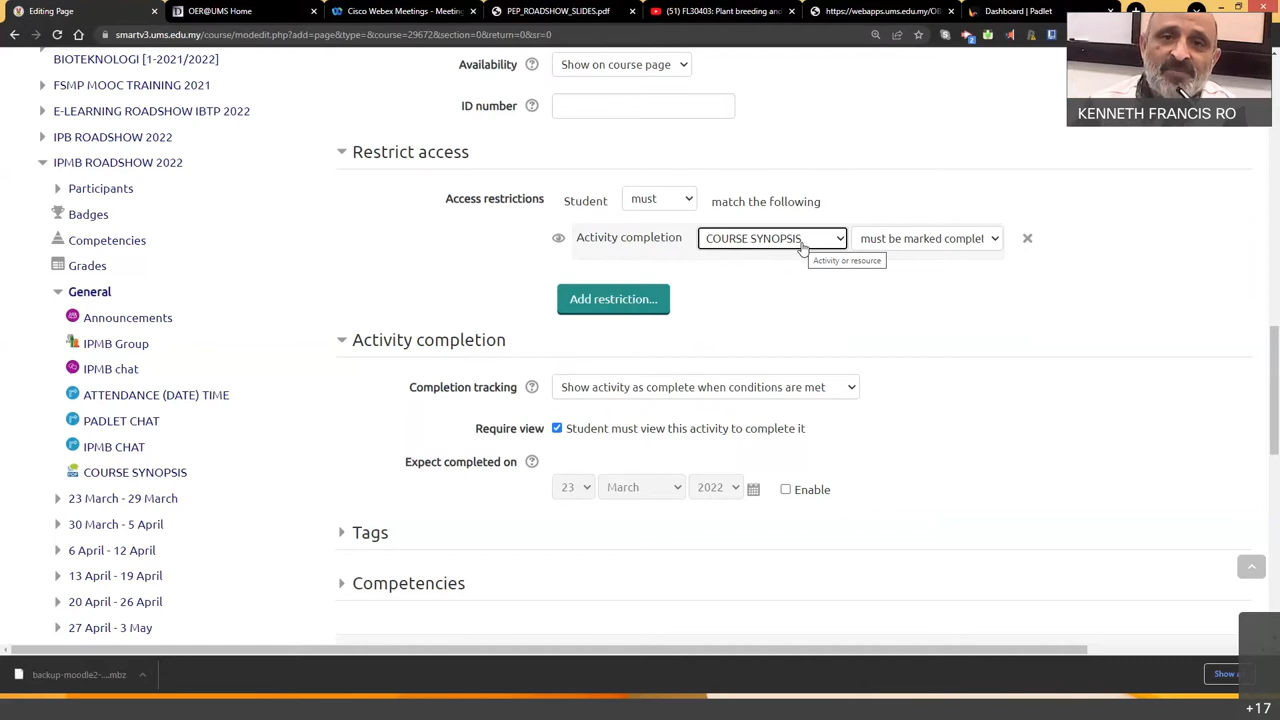 Editing Page
OER@UMS Home
Cisco Webex Meetings - Meeting
PEP_ROADSHOW_SLIDES.pdf
(51) FL30403: Plant breeding and
https://webapps.ums.edu.my/OE
Dashboard | Padlet
smartv3.ums.edu.my/course/modedit.php?add=page&type=&course=29672&section=0&return=0&sr=0
BIOTEKNOLOGI [1-2021/2022]
FSMP MOOC TRAINING 2021
E-LEARNING ROADSHOW IBTP 2022
IPB ROADSHOW 2022
IPMB ROADSHOW 2022
Participants
Badges
Competencies
Grades
General
Announcements
IPMB Group
IPMB chat
ATTENDANCE (DATE) TIME
PADLET CHAT
IPMB CHAT
COURSE SYNOPSIS
23 March - 29 March
30 March - 5 April
6 April - 12 April
13 April - 19 April
20 April - 26 April
27 April - 3 May
Availability
Show on course page
ID number
Restrict access
Access restrictions
Student must match the following
Activity completion COURSE SYNOPSIS must be marked complet
Activity or resource
Add restriction...
Activity completion
Completion tracking
Show activity as complete when conditions are met
Require view
Student must view this activity to complete it
Expect completed on
23 March 2022 Enable
Tags
Competencies
KENNETH FRANCIS RO
backup-moodle2-....mbz
Show a
+17